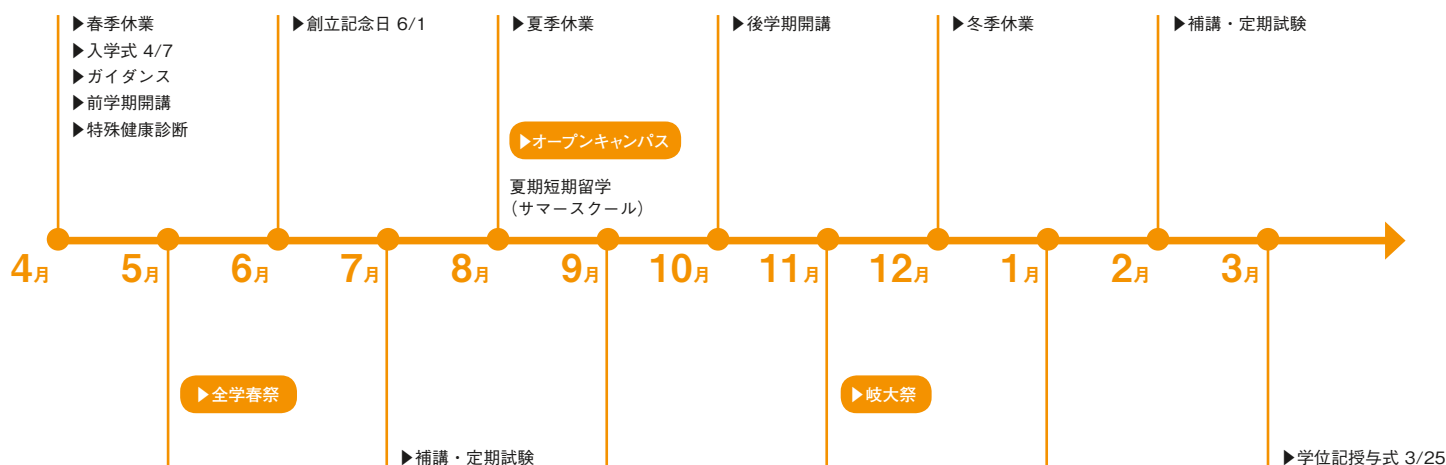 ▶春季休業
▶入学式 4/7
▶ガイダンス
▶前学期開講
▶特殊健康診断
▶創立記念日 6/1
▶夏季休業
▶オープンキャンパス
夏期短期留学
（サマースクール）
▶後学期開講
▶冬季休業
▶補講・定期試験
4月
5月
6月
7月
8月
9月
10月
11月
12月
1月
2月
3月
▶全学春祭
▶補講・定期試験
▶岐大祭
▶学位記授与式 3/25